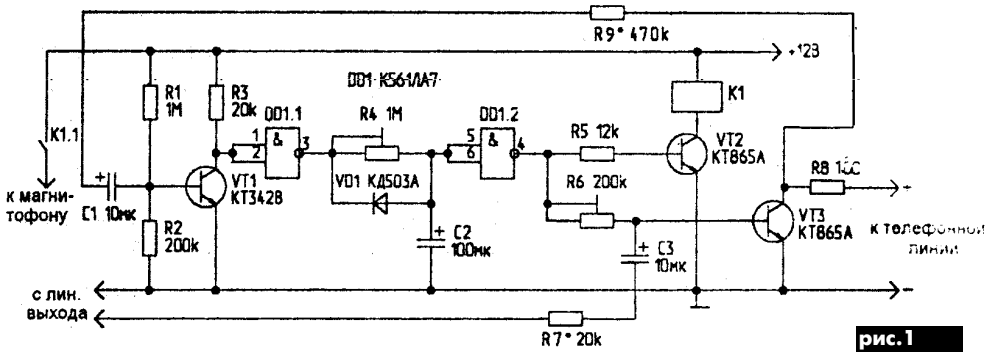 R9* 470k
+12В
DD1 К561ЛА7
R1
1M
R3
20k
DD1.1
R4 1M
DD1.2
K1
K1.1
1
2
&
3
5
6
&
4
R5 12k
VT2
КТ865А
R6 200k
VD1 КД503А
VT1
КТ342В
R8
+
к магни-
тофону
+
C1 10мк
R2
200k
+
C2
100мк
+
C3
10мк
VT3
КТ865А
к телефонной
линии
с лин.
выхода
–
R7* 20k
рис.1